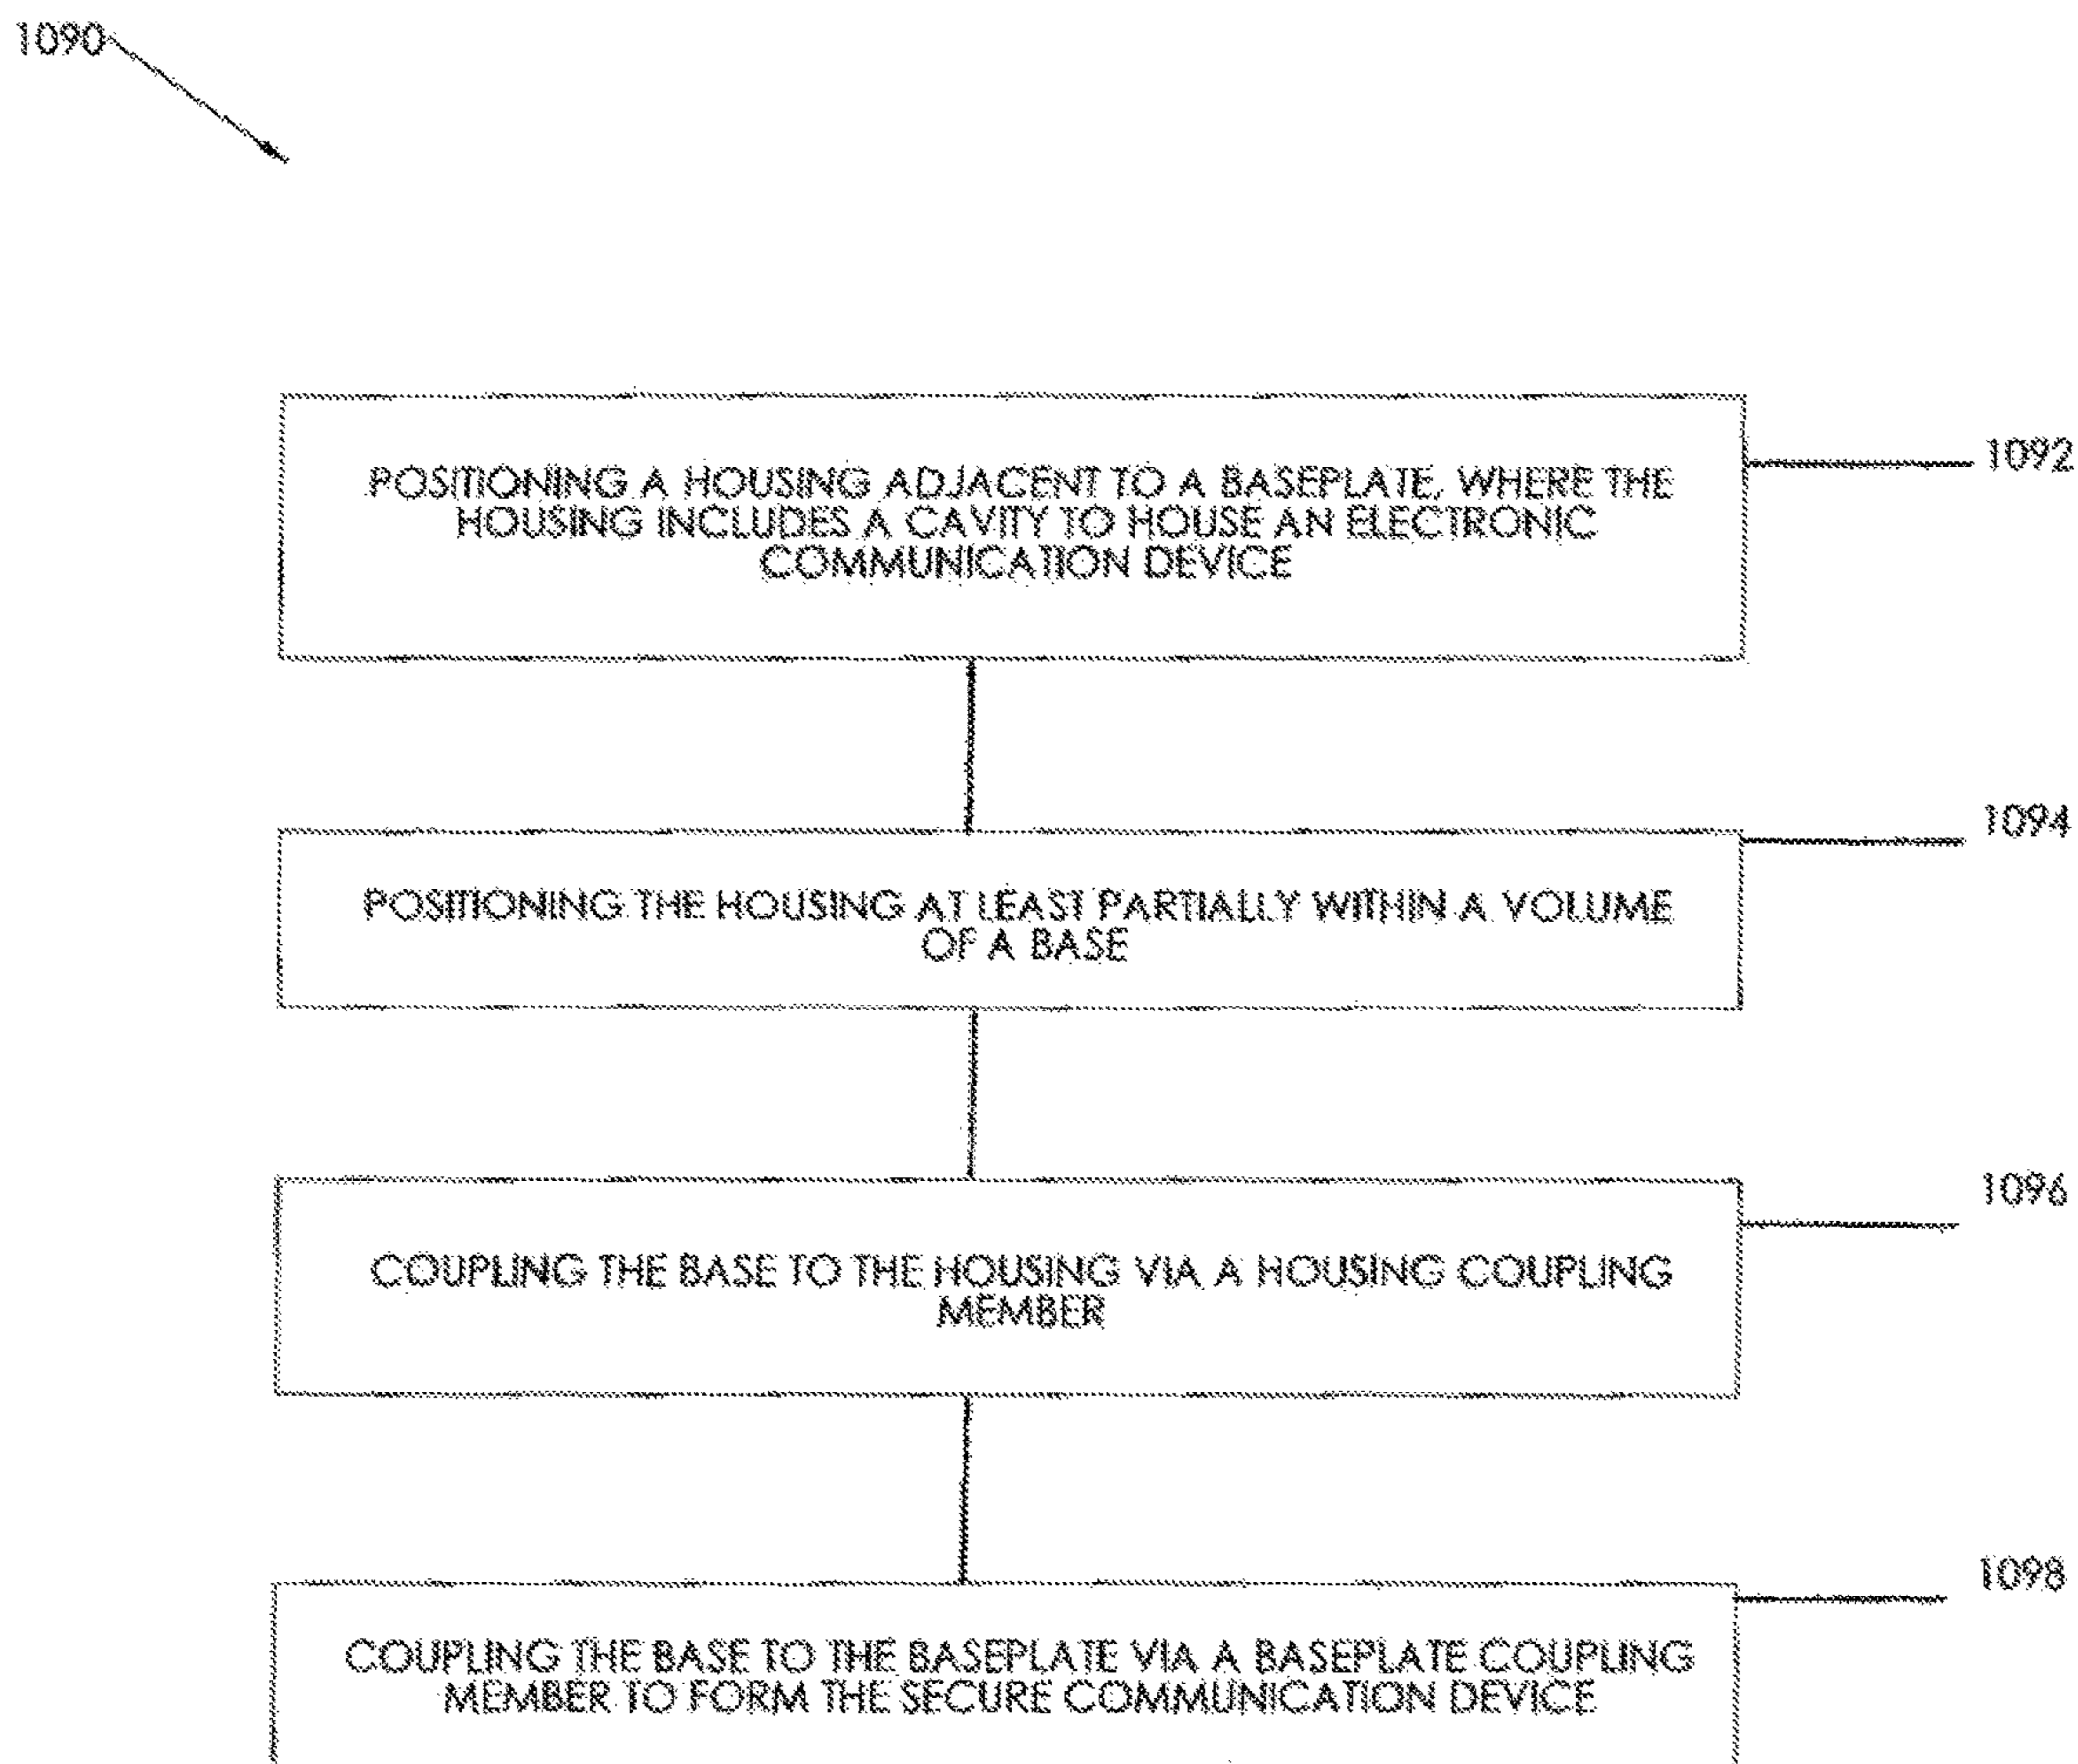 1090
1092
POSITIONING A HOUSING ADJACENT TO A BASEPLATE, WHERE THE
HOUSING INCLUDES A CAVITY TO HOUSE AN ELECTRONIC
COMMUNICATION DEVICE
1094
POSITIONING THE HOUSING AT LEAST PARTIALLY WITHIN A VOLUME
OF A BASE
1096
COUPLING THE BASE TO THE HOUSING VIA A HOUSING COUPLING
MEMBER
1098
COUPLING THE BASE TO THE BASEPLATE VIA A BASEPLATE COUPLING
MEMBER TO FORM THE SECURE COMMUNICATION DEVICE